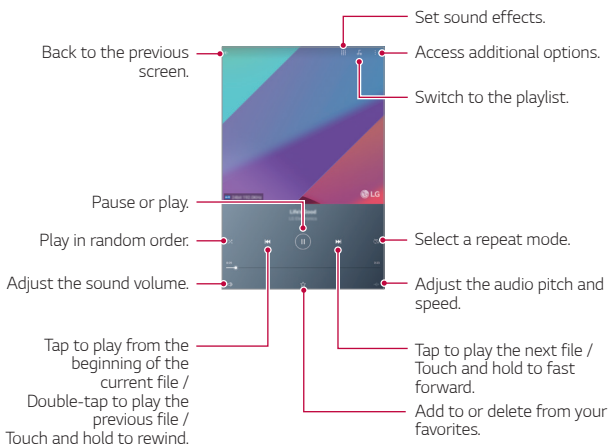 Set sound effects.
Back to the previous
screen.
Access additional options.
Switch to the playlist.
LG
Pause or play.
Play in random order.
Select a repeat mode.
Adjust the sound volume.
Adjust the audio pitch and
speed.
Tap to play from the
beginning of the
current file /
Double-tap to play the
previous file /
Touch and hold to rewind.
Tap to play the next file /
Touch and hold to fast
forward.
Add to or delete from your
favorites.